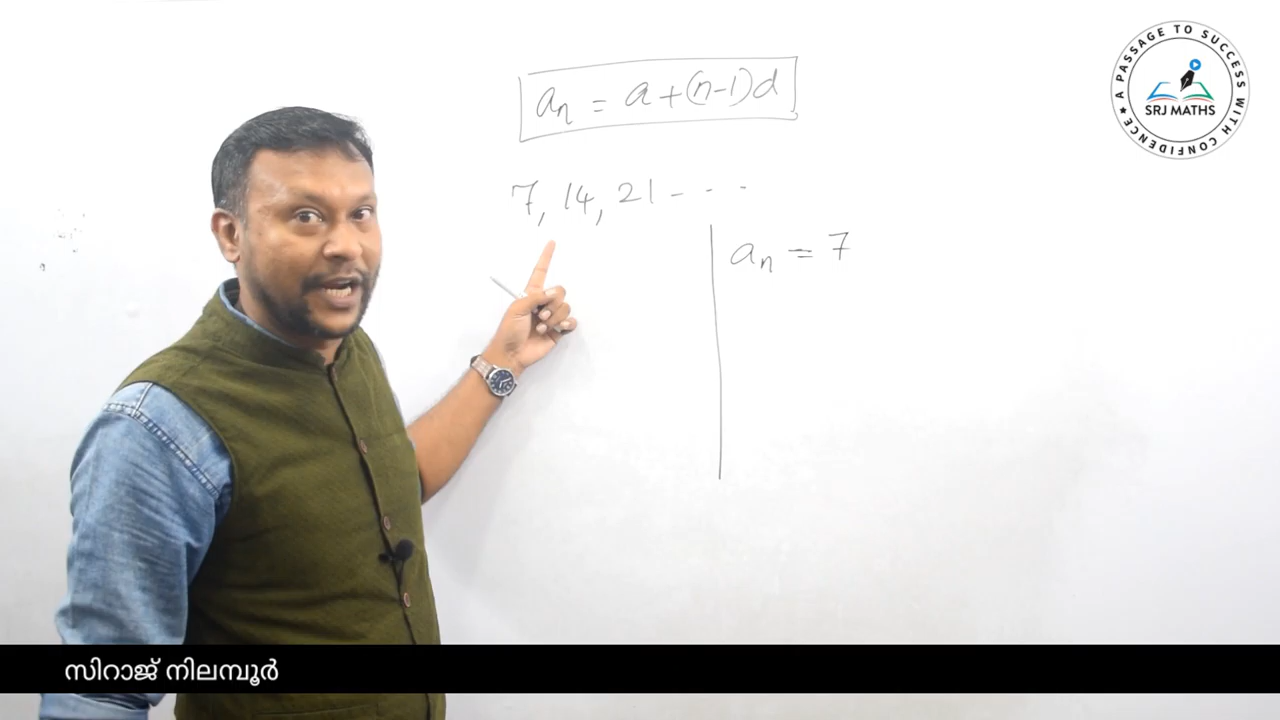 aₙ = a + (n-1)d
7, 14, 21 - - -
aₙ = 7
A PASSAGE TO SUCCESS WITH CONFIDENCE
SRJ MATHS
സിറാജ് നിലമ്പൂർ